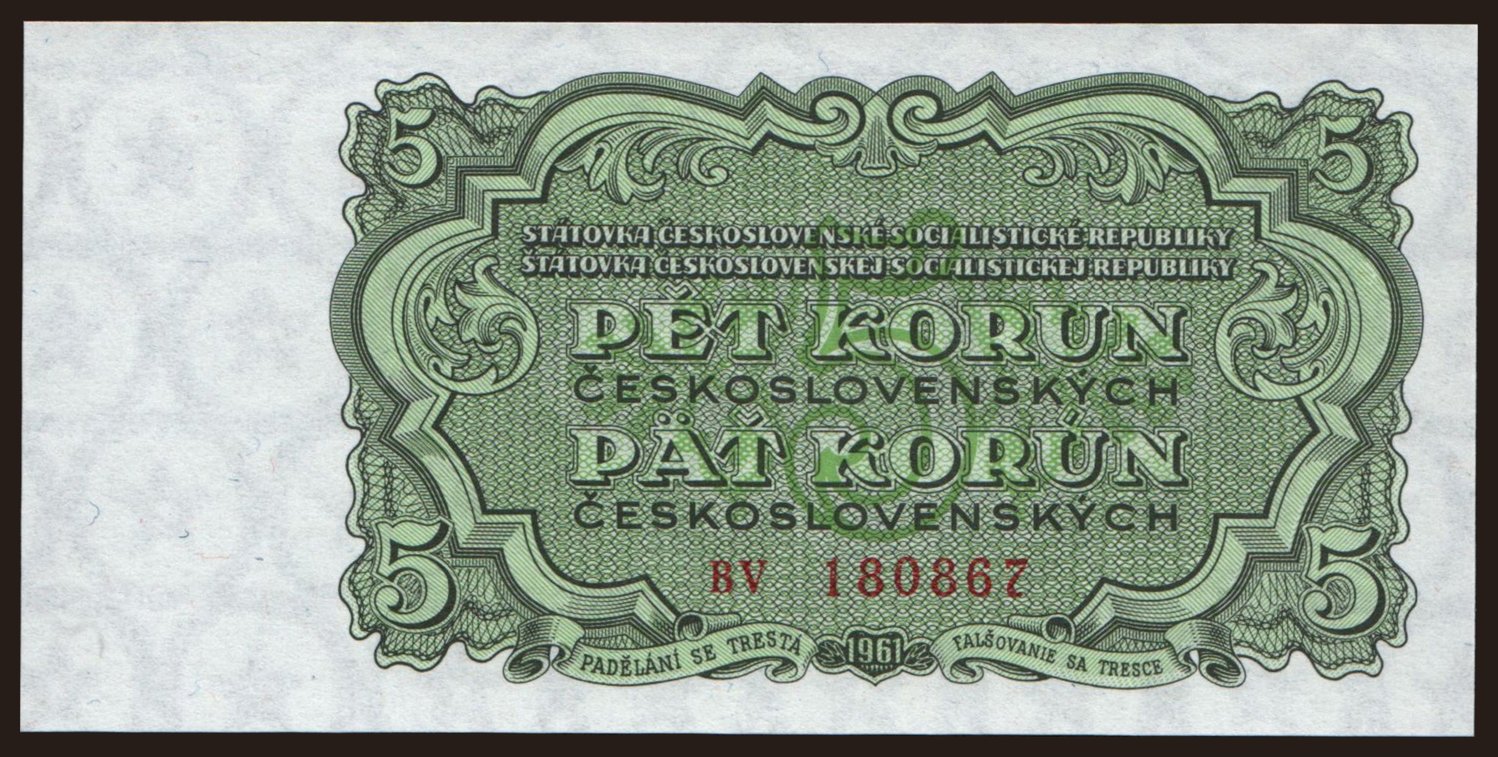 5 5
STÁTOVKA ČESKOSLOVENSKÉ SOCIALISTICKÉ REPUBLIKY
ŠTÁTOVKA ČESKOSLOVENSKEJ SOCIALISTICKEJ REPUBLIKY
PĚT KORUN
ČESKOSLOVENSKÝCH
PÄŤ KORÚN
ČESKOSLOVENSKÝCH
BV 180867
5 5
PADĚLÁNÍ SE TRESTÁ 1961 FALŠOVANIE SA TRESCE